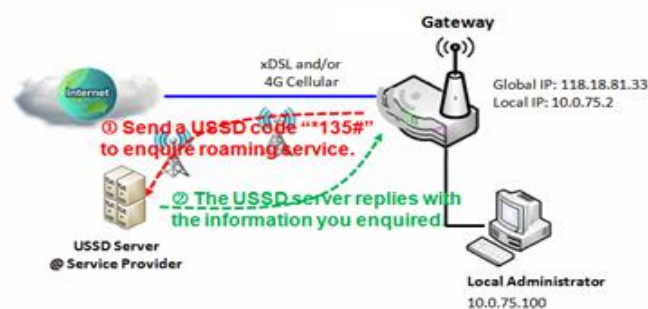 Gateway
xDSL and/or
4G Cellular
Internet
Global IP: 118.18.81.33
Local IP: 10.0.75.2
① Send a USSD code “*135#”
to enquire roaming service.
② The USSD server replies with
the information you enquired
USSD Server
@ Service Provider
Local Administrator
10.0.75.100